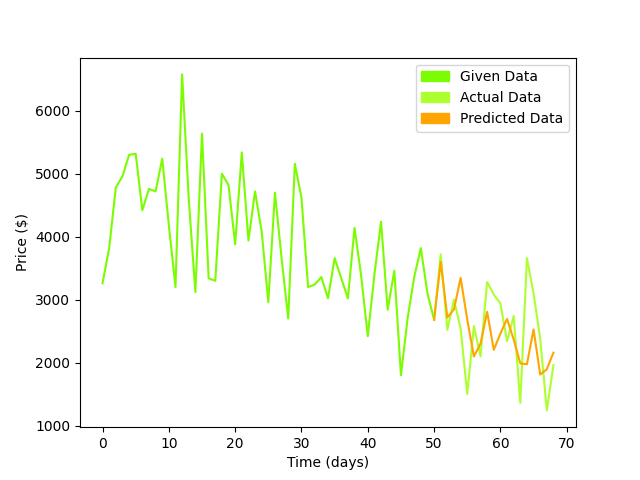 Given Data
Actual Data
Predicted Data
6000
5000
4000
3000
2000
1000
Price ($)
0 10 20 30 40 50 60 70
Time (days)